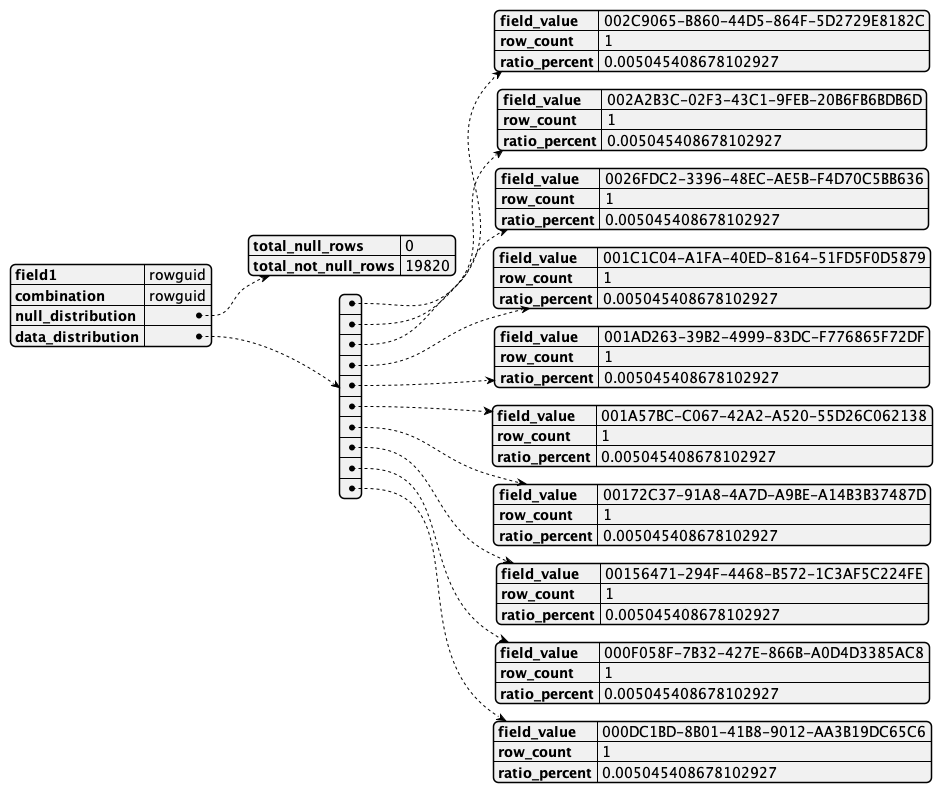 field1 rowguid
combination rowguid
null_distribution
data_distribution
total_null_rows 0
total_not_null_rows 19820
field_value 002C9065-B860-44D5-864F-5D2729E8182C
row_count 1
ratio_percent 0.005045408678102927
field_value 002A2B3C-02F3-43C1-9FEB-20B6FB6BDB6D
row_count 1
ratio_percent 0.005045408678102927
field_value 0026FDC2-3396-48EC-AE5B-F4D70C5BB636
row_count 1
ratio_percent 0.005045408678102927
field_value 001C1C04-A1FA-40ED-8164-51FD5F0D5879
row_count 1
ratio_percent 0.005045408678102927
field_value 001AD263-39B2-4999-83DC-F776865F72DF
row_count 1
ratio_percent 0.005045408678102927
field_value 001A57BC-C067-42A2-A520-55D26C062138
row_count 1
ratio_percent 0.005045408678102927
field_value 00172C37-91A8-4A7D-A9BE-A14B3B37487D
row_count 1
ratio_percent 0.005045408678102927
field_value 00156471-294F-4468-B572-1C3AF5C224FE
row_count 1
ratio_percent 0.005045408678102927
field_value 000F058F-7B32-427E-866B-A0D4D3385AC8
row_count 1
ratio_percent 0.005045408678102927
field_value 000DC1BD-8B01-41B8-9012-AA3B19DC65C6
row_count 1
ratio_percent 0.005045408678102927